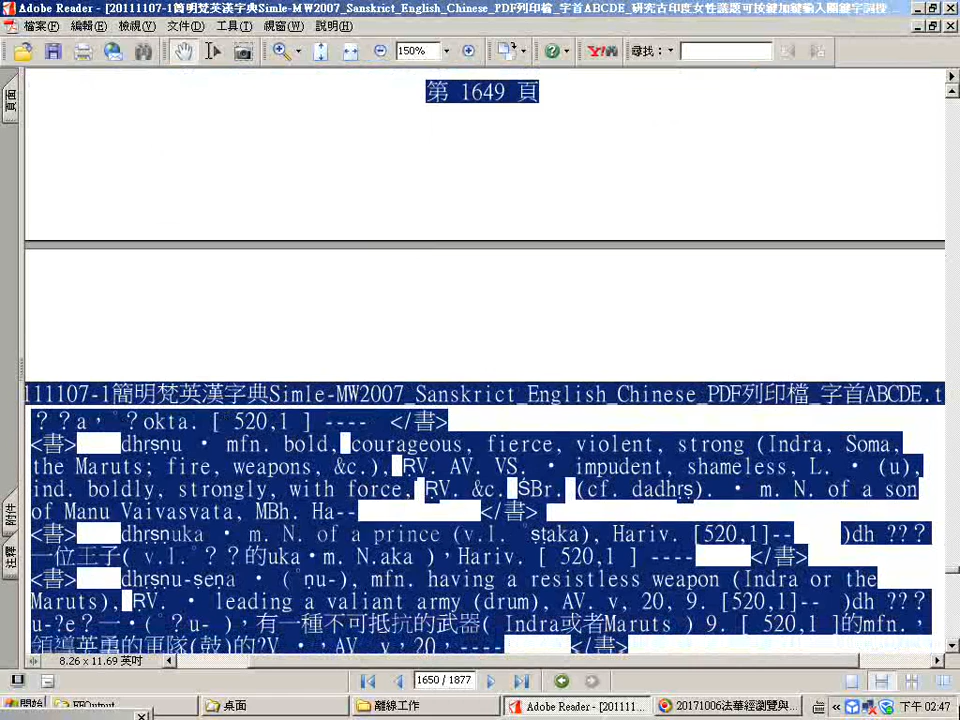 Adobe Reader - [20111107-1簡明梵英漢字典Simle-MW2007_Sanskrict_English_Chinese_PDF列印檔_字首ABCDE_研究古印度女性議題可按鍵加鍵輸入關鍵字詞搜
檔案(F) 編輯(E) 檢視(V) 文件(D) 工具(T) 視窗(W) 說明(H)
150% Y! 尋找:
頁面
第 1649 頁
111107-1簡明梵英漢字典Simle-MW2007_Sanskrict_English_Chinese_PDF列印檔_字首ABCDE.t
??a,°?okta. [ 520,1 ] ---- </書>
<書> dhṛṣṇu • mfn. bold, courageous, fierce, violent, strong (Indra, Soma,
the Maruts; fire, weapons, &c.), ṚV. AV. VS. • impudent, shameless, L. • (u),
ind. boldly, strongly, with force, ṚV. &c. ŚBr. (cf. dadhṛṣ). • m. N. of a son
of Manu Vaivasvata, MBh. Ha-- </書>
<書> dhṛṣṇuka • m. N. of a prince (v.l. °ṣṭaka), Hariv. [520,1]-- )dh ???
一位王子( v.l.°??的uka•m. N.aka ),Hariv. [ 520,1 ] ---- </書>
<書> dhṛṣṇu-ṣeṇa • (°ṇu-), mfn. having a resistless weapon (Indra or the
Maruts), ṚV. • leading a valiant army (drum), AV. v, 20, 9. [520,1]-- )dh ???
u-?e?一•(°?u- ),有一種不可抵抗的武器( Indra或者Maruts ) 9. [ 520,1 ]的mfn.,
領導英勇的軍隊(鼓)的?V •,AV. v,20,---- </書>
附件
注釋
8.26 x 11.69 英吋
1650 / 1877
開始 FFOutput 桌面 離線工作 Adobe Reader - [201111... 20171006法華經瀏覽與... 下午 02:47